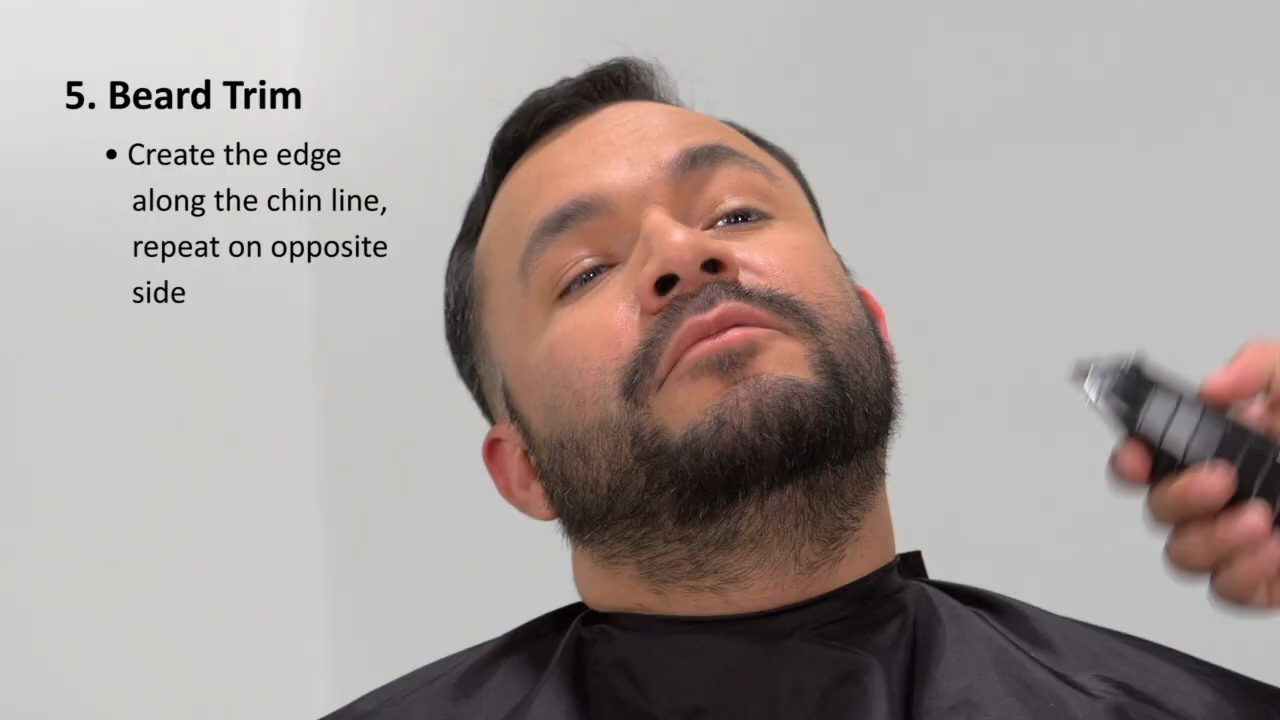 5. Beard Trim
• Create the edge
along the chin line,
repeat on opposite
side